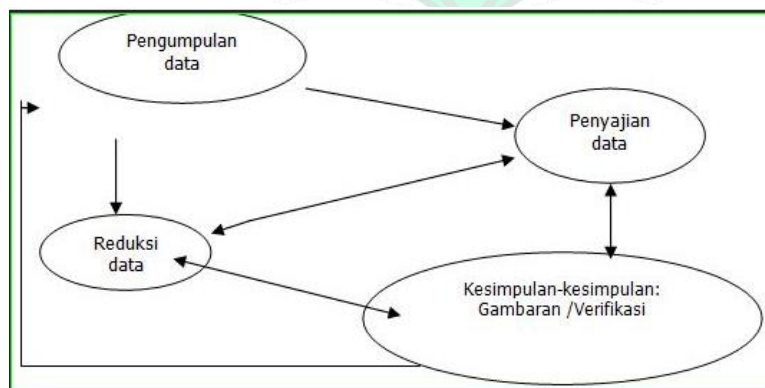 Pengumpulan
data
Penyajian
data
Reduksi
data
Kesimpulan-kesimpulan:
Gambaran /Verifikasi